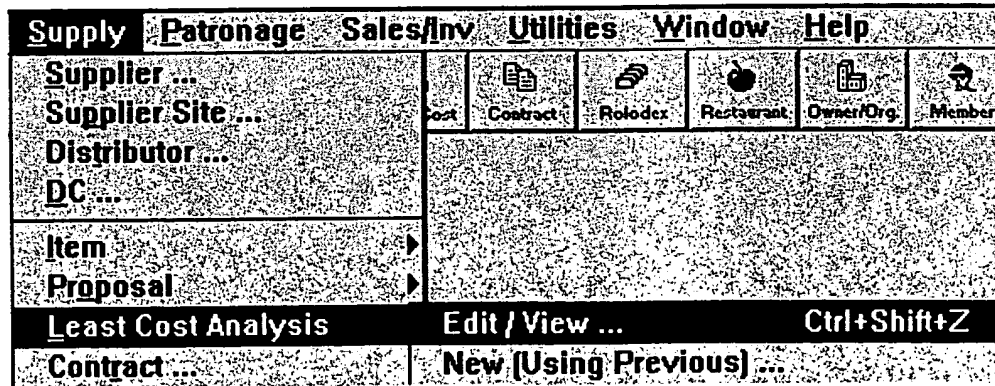 Supply Patronage Sales/Inv Utilities Window Help
Supplier ...
Supplier Site ...
Distributor ...
DC ...
Item
Proposal
Least Cost Analysis
Contract ...
Cost Contract Rolodex Restaurant Owner/Org. Member
Edit / View ... Ctrl+Shift+Z
New (Using Previous) ...